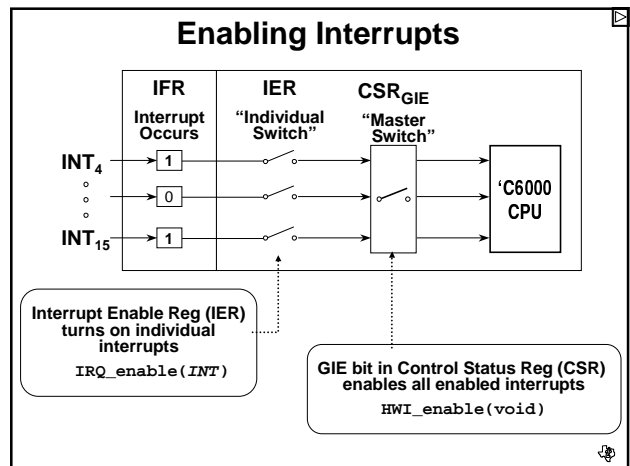 Enabling Interrupts
IFR
Interrupt
Occurs
IER
“Individual
Switch”
CSRGIE
“Master
Switch”
INT4
1
0
INT15
1
‘C6000
CPU
Interrupt Enable Reg (IER)
turns on individual
interrupts
IRQ_enable(INT)
GIE bit in Control Status Reg (CSR)
enables all enabled interrupts
HWI_enable(void)